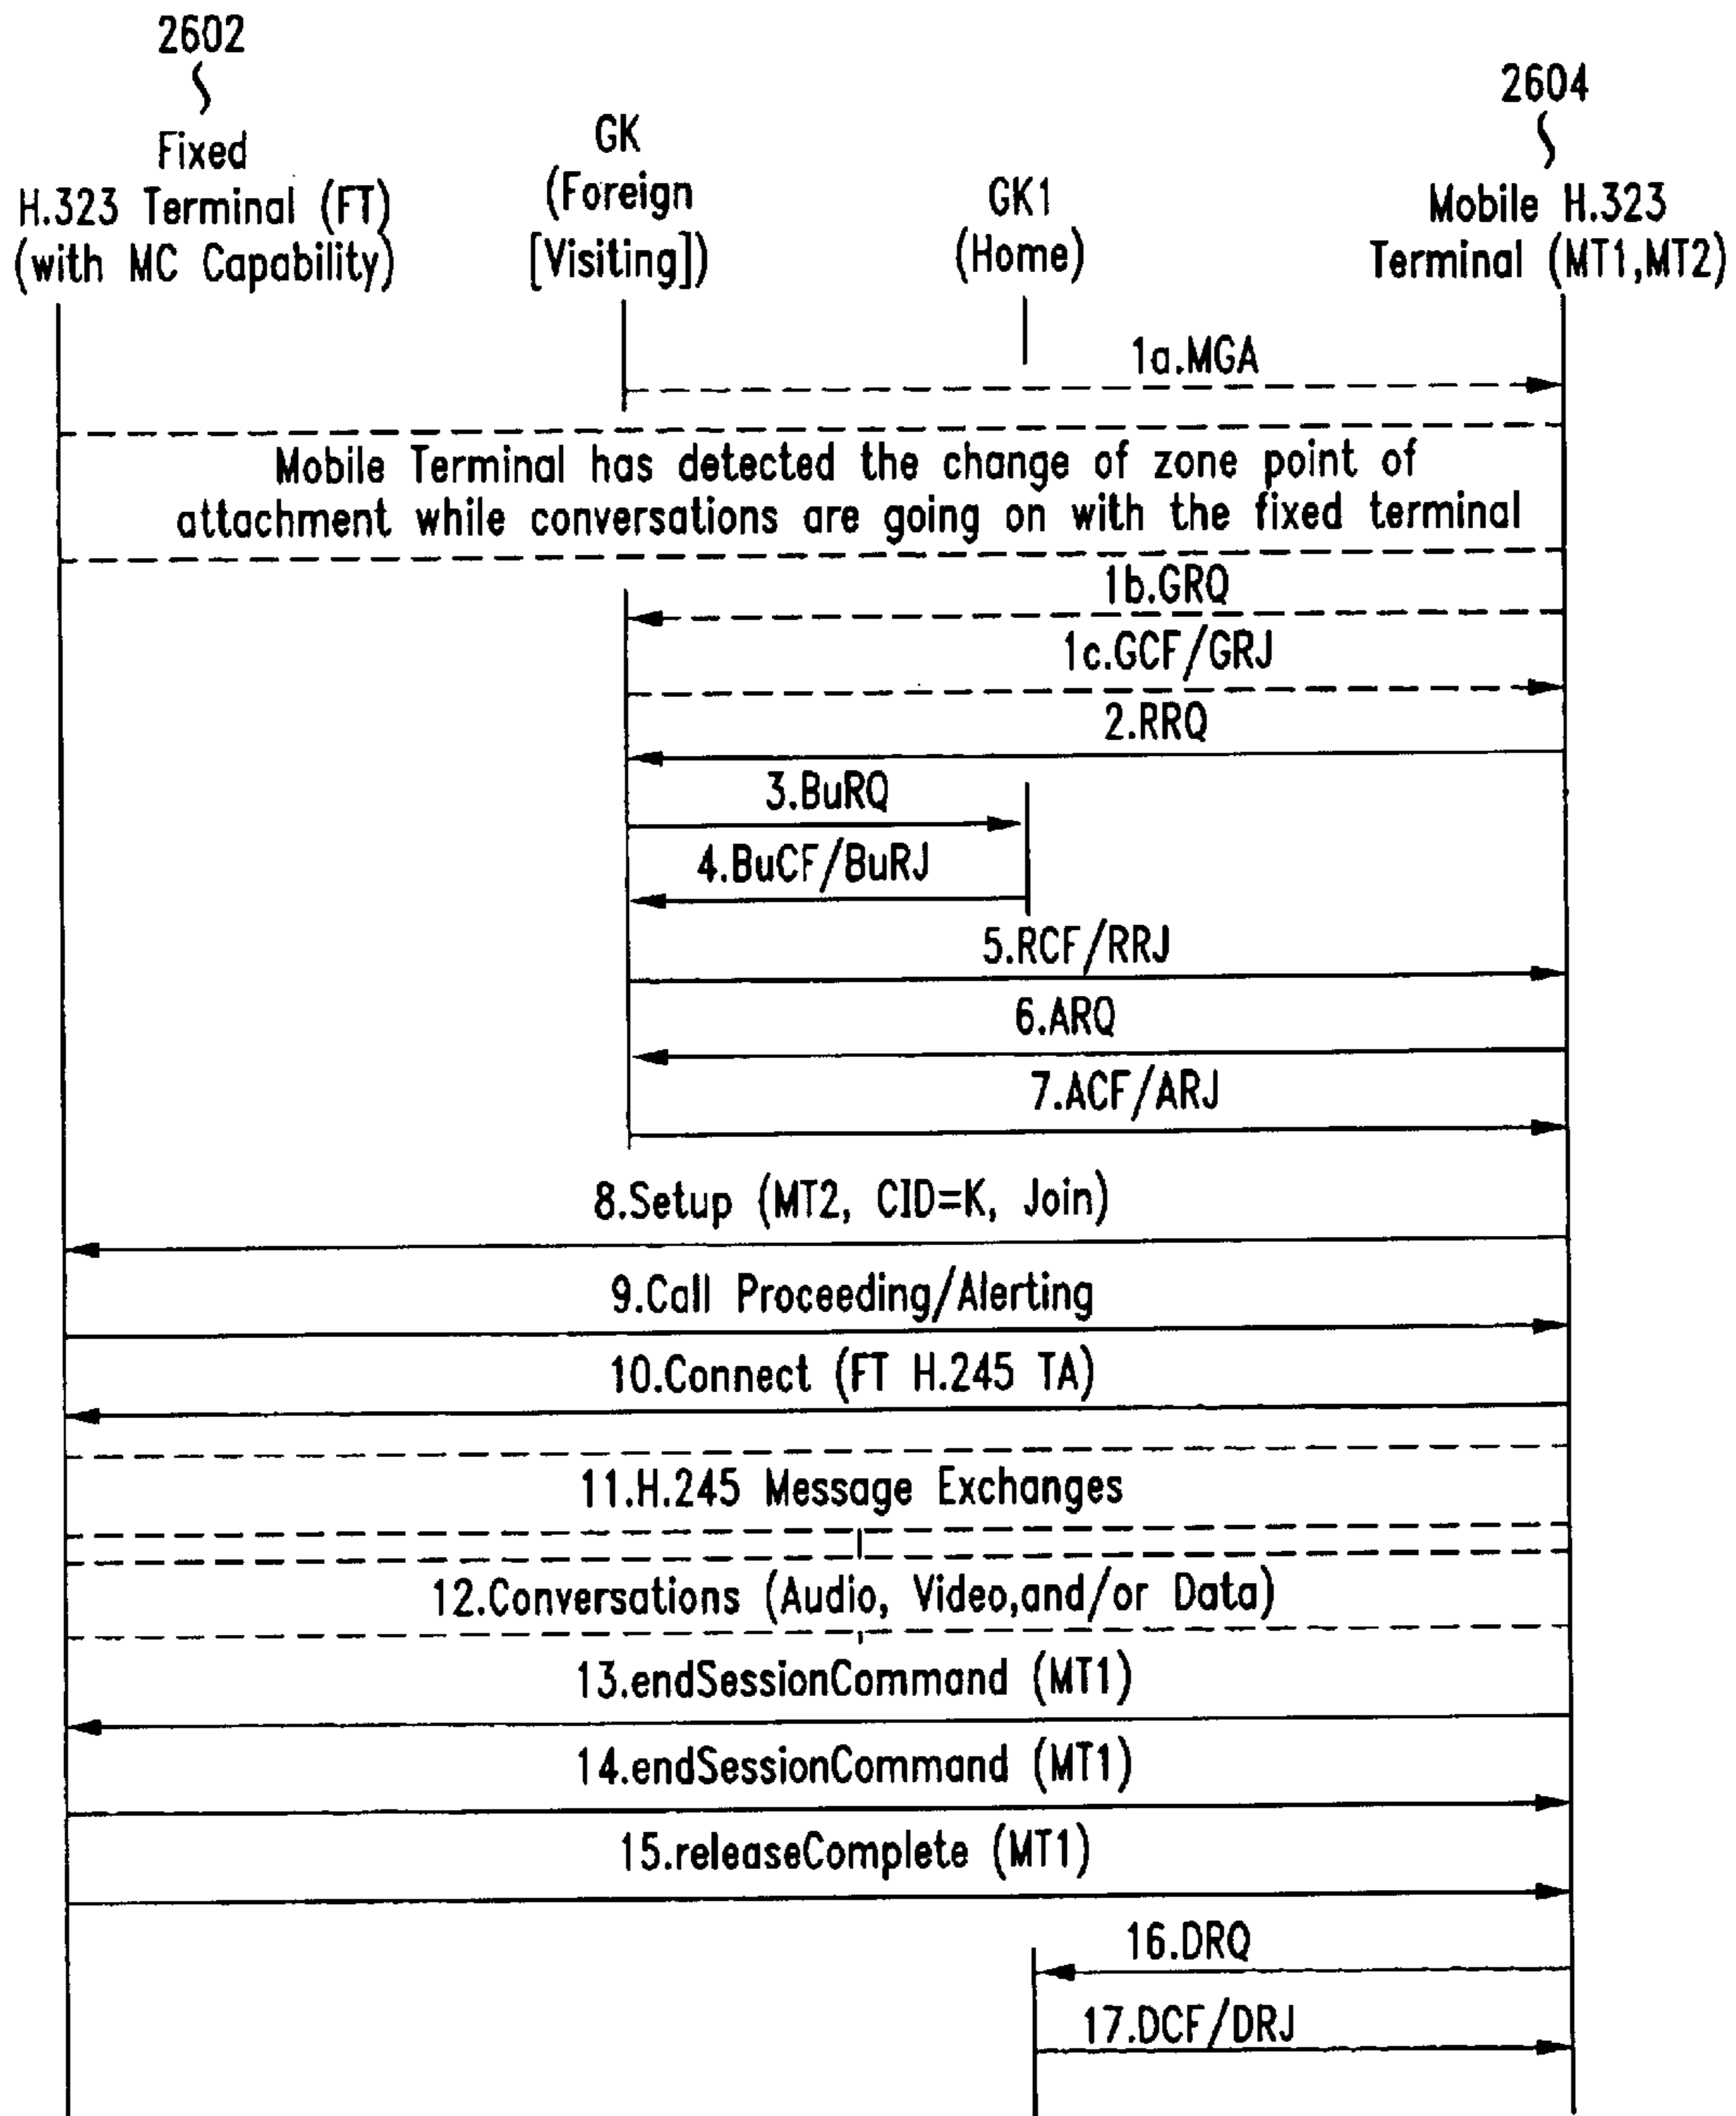 2602
Fixed
H.323 Terminal (FT)
(with MC Capability)
GK
(Foreign
[Visiting])
GK1
(Home)
2604
Mobile H.323
Terminal (MT1,MT2)
1a.MGA
Mobile Terminal has detected the change of zone point of
attachment while conversations are going on with the fixed terminal
1b.GRQ
1c.GCF/GRJ
2.RRQ
3.BuRQ
4.BuCF/BuRJ
5.RCF/RRJ
6.ARQ
7.ACF/ARJ
8.Setup (MT2, CID=K, Join)
9.Call Proceeding/Alerting
10.Connect (FT H.245 TA)
11.H.245 Message Exchanges
12.Conversations (Audio, Video,and/or Data)
13.endSessionCommand (MT1)
14.endSessionCommand (MT1)
15.releaseComplete (MT1)
16.DRQ
17.DCF/DRJ